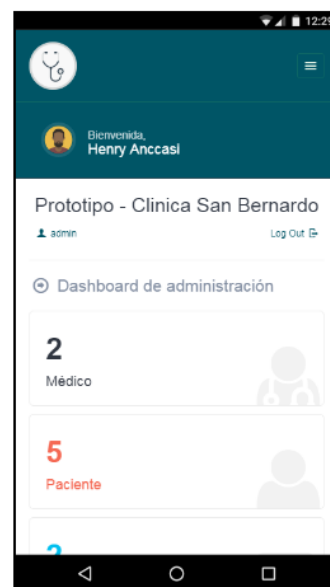 12:29
Bienvenida,
Henry Anccasi
Prototipo - Clinica San Bernardo
admin
Log Out
Dashboard de administración
2
Médico
5
Paciente